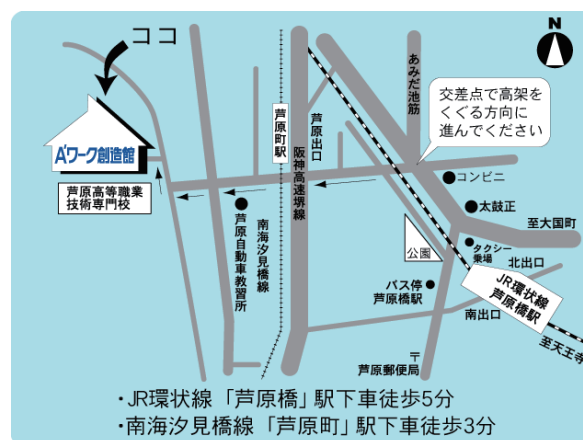 ココ
N
A'ワーク創造館
芦原高等職業
技術専門校
芦原町駅
芦原出口
阪神高速堺線
あみだ池筋
交差点で高架を
くぐる方向に
進んでください
コンビニ
太鼓正
至大国町
タクシー
乗場
北出口
公園
JR環状線
芦原橋駅
バス停
芦原橋駅
南出口
至天王寺
芦原自動車教習所
南海汐見橋線
〒
芦原郵便局
・JR環状線「芦原橋」駅下車徒歩5分
・南海汐見橋線「芦原町」駅下車徒歩3分